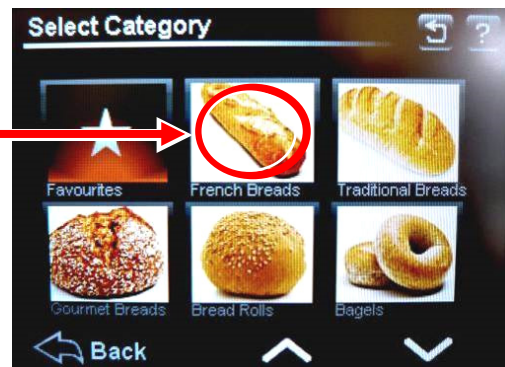 Select Category
?
Favourites
French Breads
Traditional Breads
Gourmet Breads
Bread Rolls
Bagels
Back